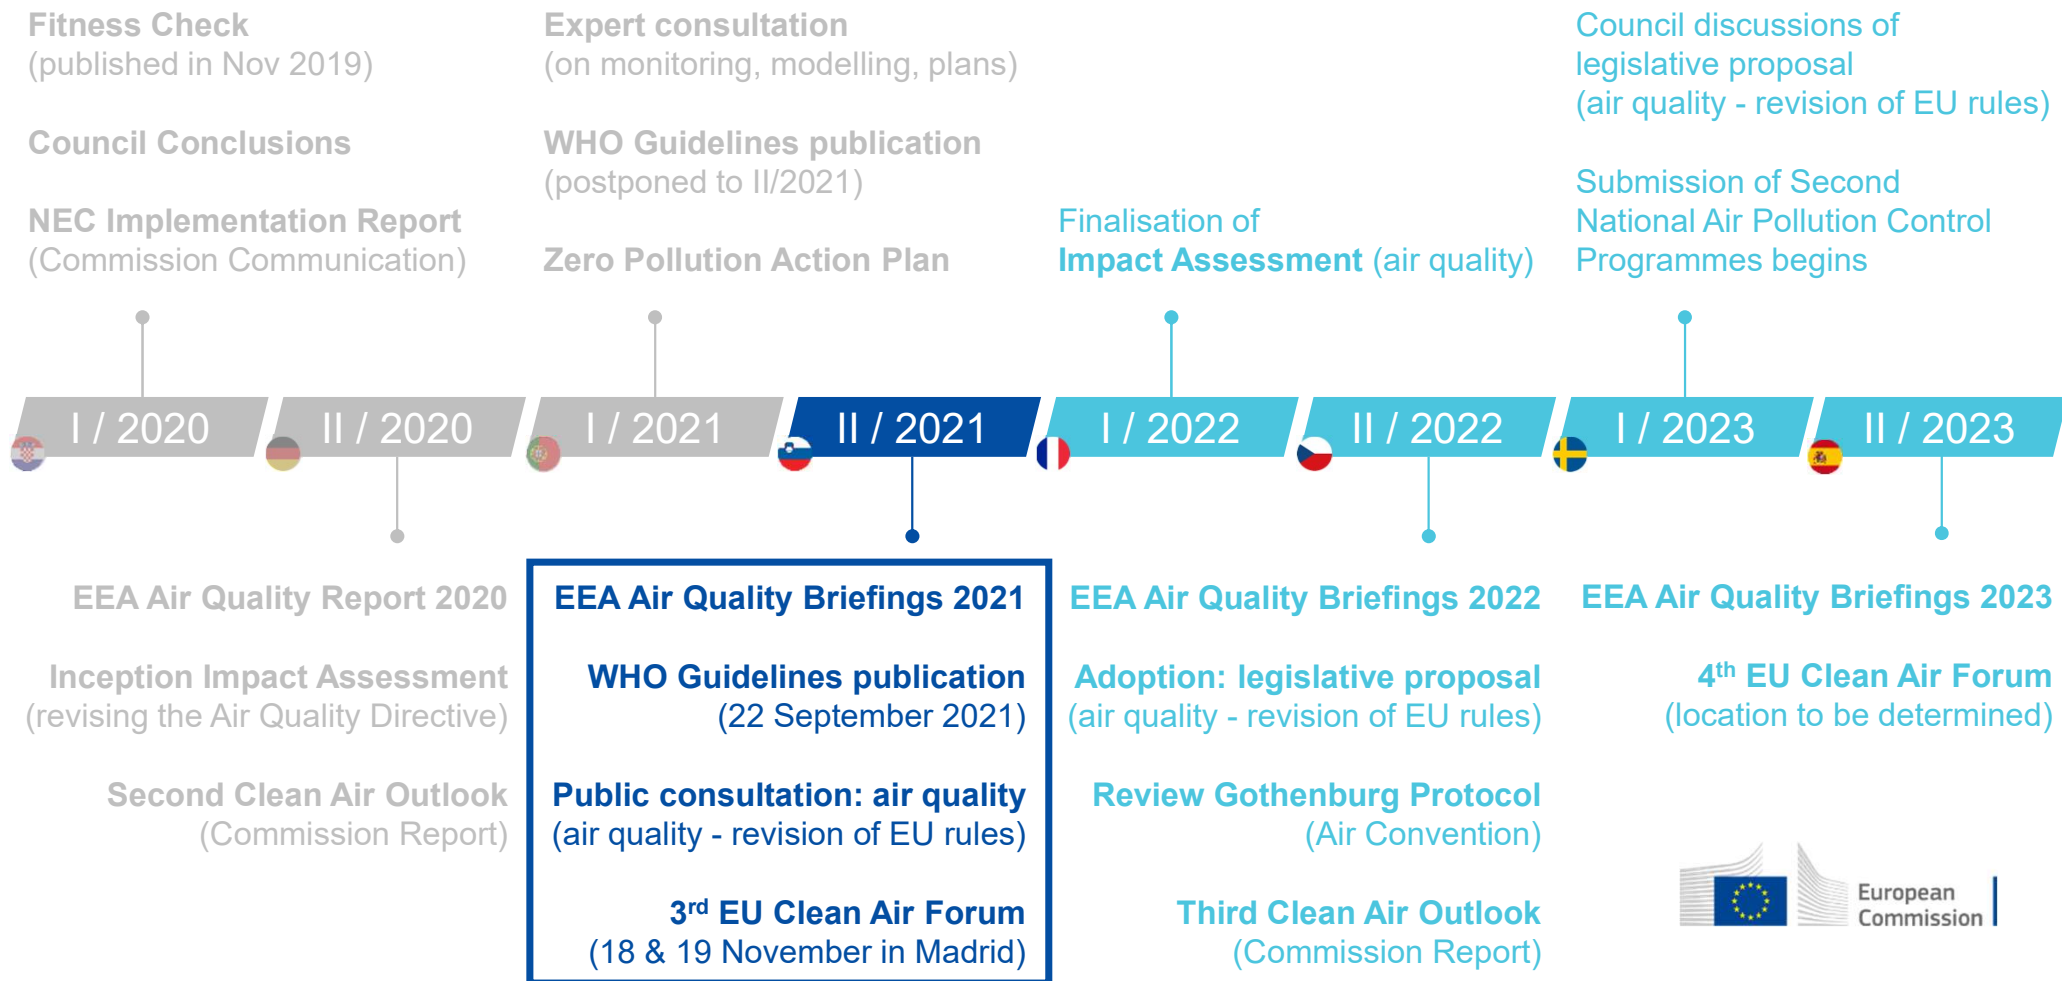 Fitness Check
(published in Nov 2019)
Council Conclusions
NEC Implementation Report
(Commission Communication)
Expert consultation
(on monitoring, modelling, plans)
WHO Guidelines publication
(postponed to II/2021)
Zero Pollution Action Plan
Finalisation of
Impact Assessment (air quality)
Council discussions of
legislative proposal
(air quality - revision of EU rules)
Submission of Second
National Air Pollution Control
Programmes begins
I / 2020
II / 2020
I / 2021
II / 2021
I / 2022
II / 2022
I / 2023
II / 2023
EEA Air Quality Report 2020
Inception Impact Assessment
(revising the Air Quality Directive)
Second Clean Air Outlook
(Commission Report)
EEA Air Quality Briefings 2021
WHO Guidelines publication
(22 September 2021)
Public consultation: air quality
(air quality - revision of EU rules)
3rd EU Clean Air Forum
(18 & 19 November in Madrid)
EEA Air Quality Briefings 2022
Adoption: legislative proposal
(air quality - revision of EU rules)
Review Gothenburg Protocol
(Air Convention)
Third Clean Air Outlook
(Commission Report)
EEA Air Quality Briefings 2023
4th EU Clean Air Forum
(location to be determined)
European
Commission